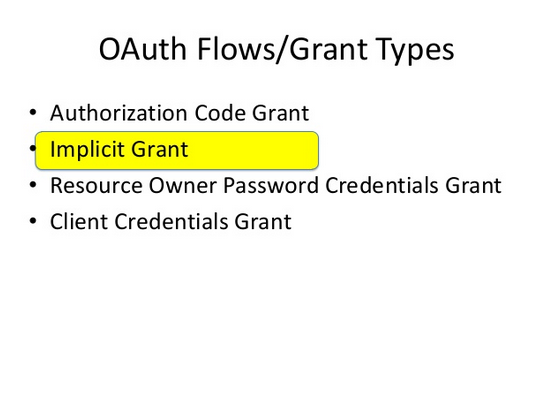 OAuth Flows/Grant Types
• Authorization Code Grant
• Implicit Grant
• Resource Owner Password Credentials Grant
• Client Credentials Grant